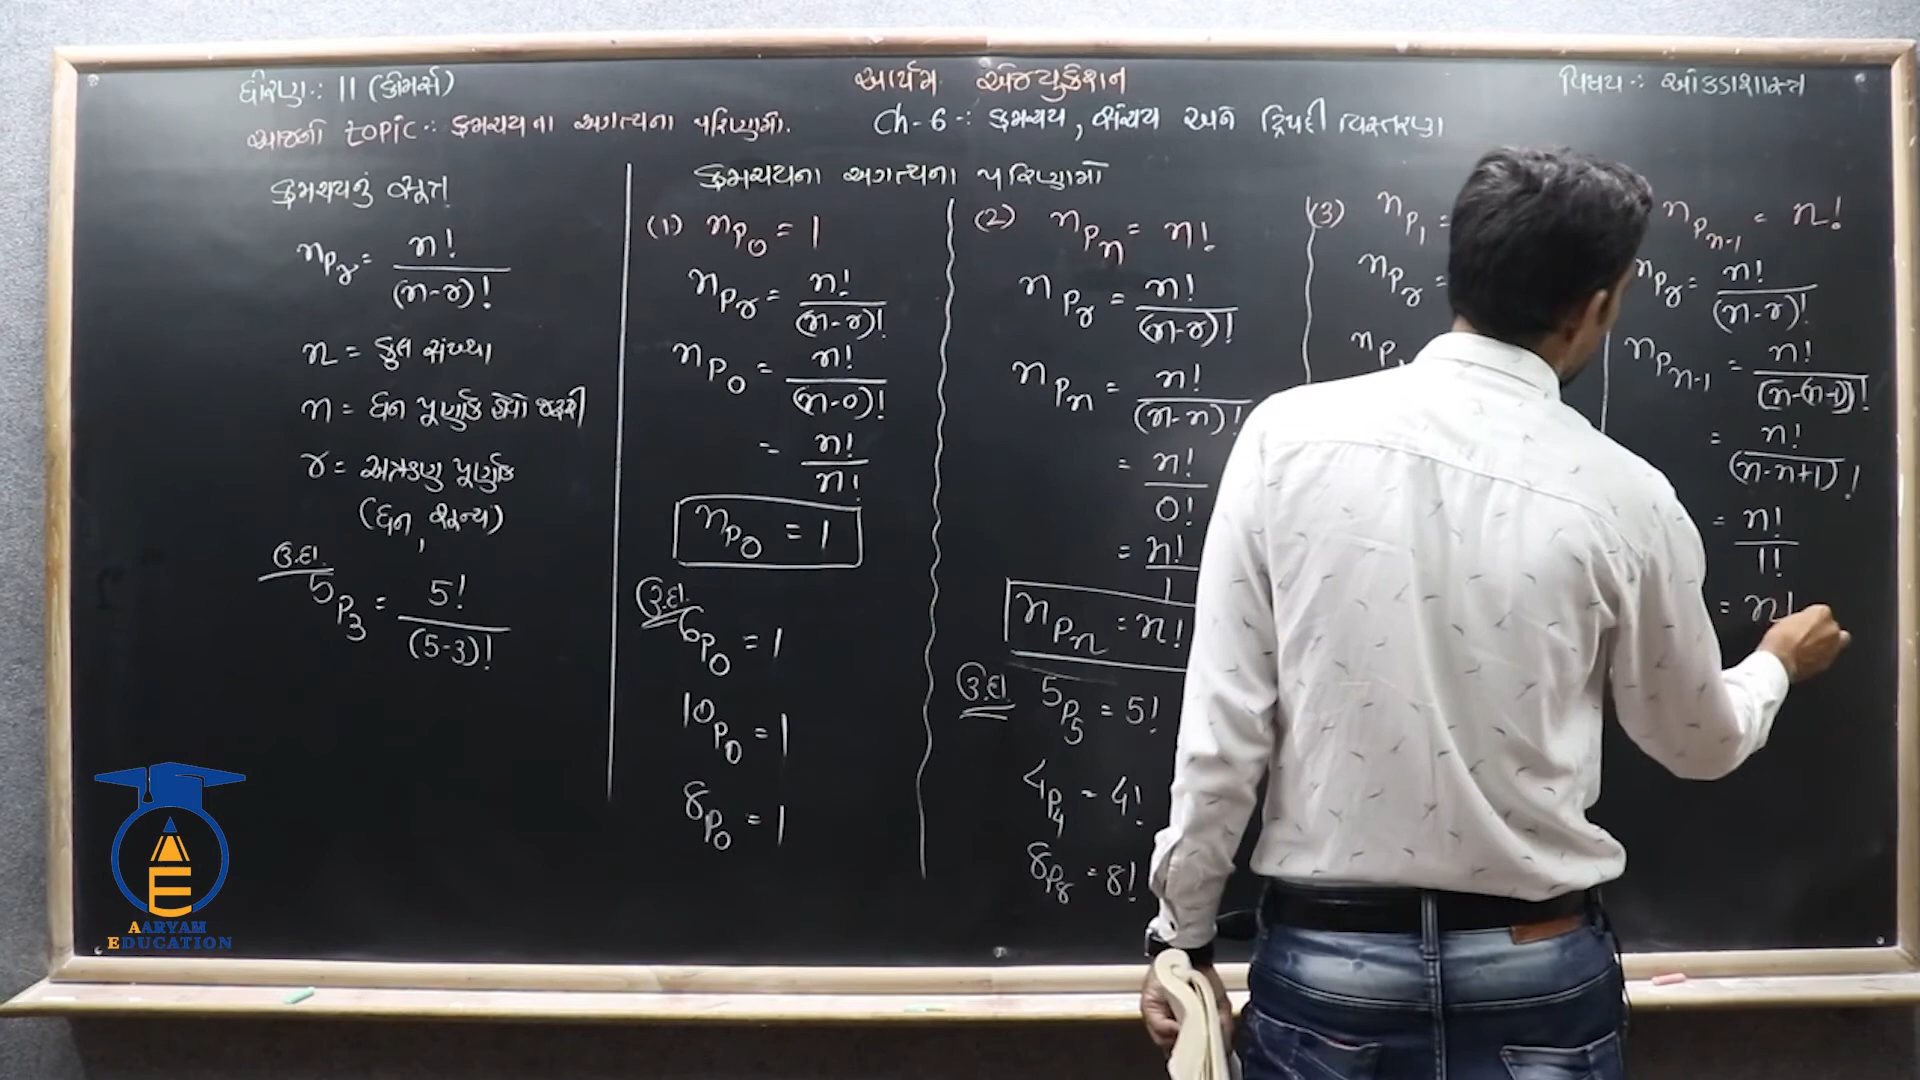 ધોરણ : 11 (કોમર્સ)
આર્યમ એજ્યુકેશન
વિષય : આંકડાશાસ્ત્ર
આજનો topic : ક્રમચયના અગત્યના પરિણામો.
Ch-6 : ક્રમચય, સંચય અને દ્વિપદી વિસ્તરણ
ક્રમચયનું સૂત્ર
nPr = n! / (n-r)!
n = કુલ સંખ્યા
n = ધન પૂર્ણાંક હોવો જરૂરી
r = અનૃણ પૂર્ણાંક
(ધન, શૂન્ય)
ઉ.દા.
5P3 = 5! / (5-3)!
ક્રમચયના અગત્યના પરિણામો
(1) nP0 = 1
nPr = n! / (n-r)!
nP0 = n! / (n-0)!
= n! / n!
nP0 = 1
ઉ.દા.
6P0 = 1
10P0 = 1
8P0 = 1
(2) nPn = n!
nPr = n! / (n-r)!
nPn = n! / (n-n)!
= n! / 0!
= n! / 1
nPn = n!
ઉ.દા. 5P5 = 5!
4P4 = 4!
8P8 = 8!
(3) nP1 =
nPr =
nP
nPn-1 = n!
nPr = n! / (n-r)!
nPn-1 = n! / (n-(n-1))!
= n! / (n-n+1)!
= n! / 1!
= n!
AARYAM
EDUCATION